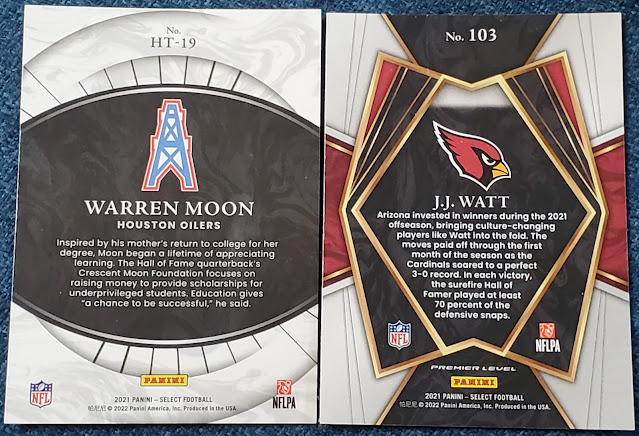 No.
HT-19
WARREN MOON
HOUSTON OILERS
Inspired by his mother's return to college for her
degree, Moon began a lifetime of appreciating
learning. The Hall of Fame quarterback's
Crescent Moon Foundation focuses on
raising money to provide scholarships for
underprivileged students. Education gives
"a chance to be successful," he said.
NFL
PANINI
NFLPA
2021 PANINI - SELECT FOOTBALL
帕尼尼 © 2022 Panini America, Inc. Produced in the USA.
No. 103
J.J. WATT
Arizona invested in winners during the 2021
offseason, bringing culture-changing
players like Watt into the fold. The
moves paid off through the first
month of the season as the
Cardinals soared to a perfect
3-0 record. In each victory,
the surefire Hall of
Famer played at least
70 percent of the
defensive snaps.
NFL
NFLPA
PREMIER LEVEL
PANINI
2021 PANINI - SELECT FOOTBALL
帕尼尼 © 2022 Panini America, Inc. Produced in the USA.